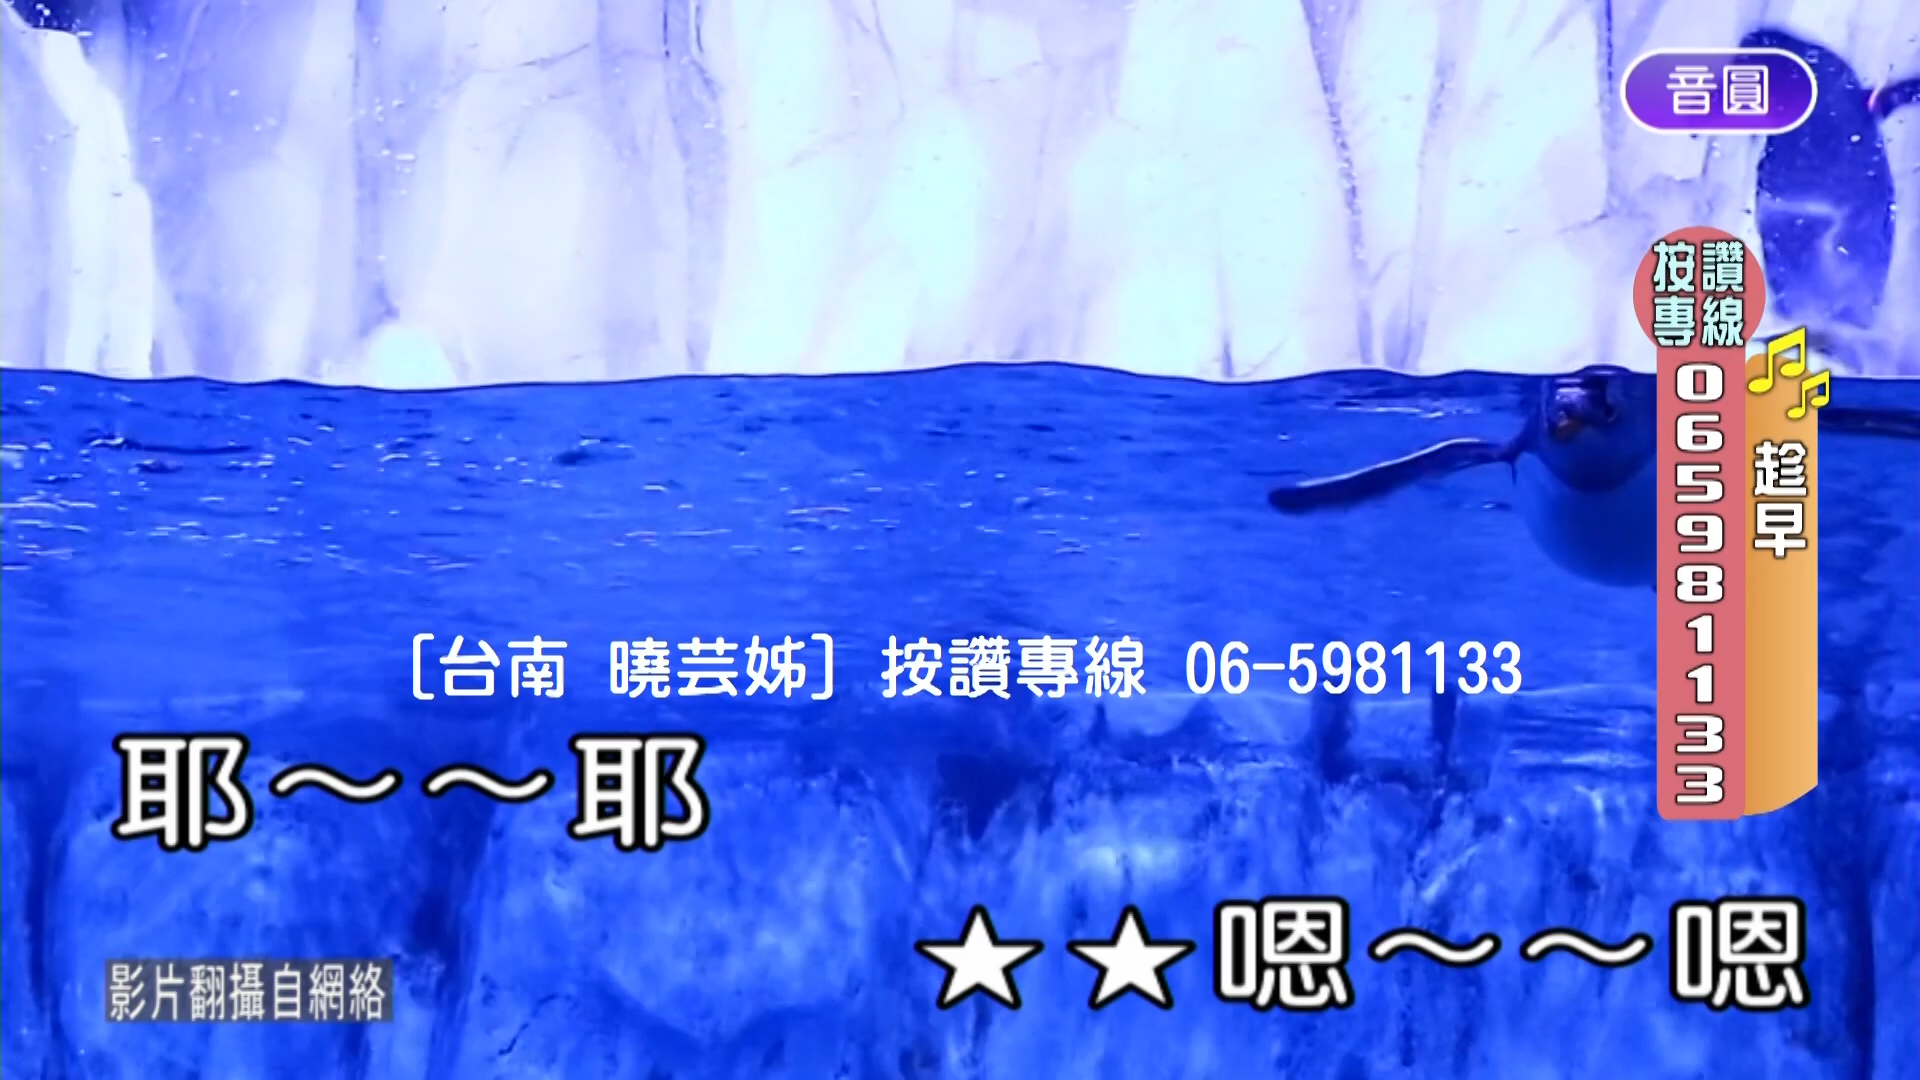 音圓
按讚
專線
065981133
趁早
[台南 曉芸姊] 按讚專線 06-5981133
耶～～耶
★★嗯～～嗯
影片翻攝自網絡